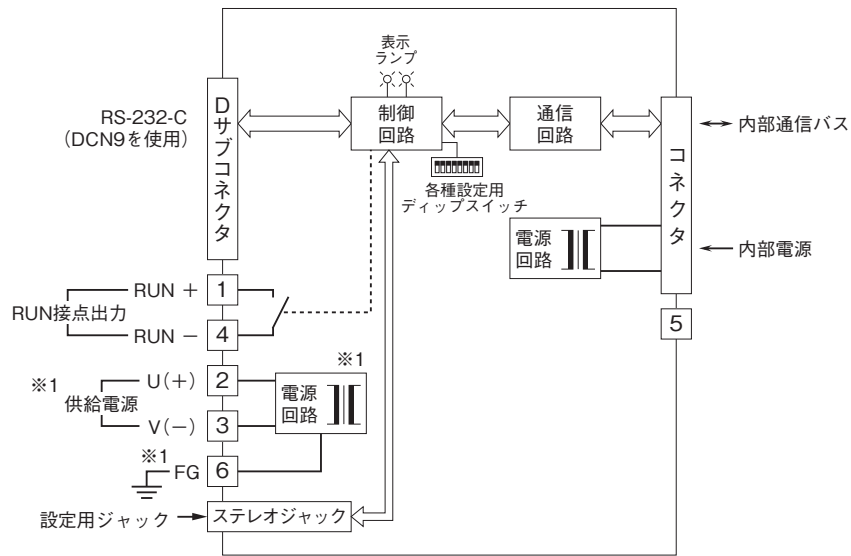 表示
ランプ
RS-232-C
(DCN9を使用)
Dサブコネクタ
制御
回路
通信
回路
コネクタ
内部通信バス
各種設定用
ディップスイッチ
電源
回路
内部電源
RUN +
1
RUN接点出力
RUN −
4
5
※1
U(+)
2
供給電源
V(−)
3
※1
電源
回路
※1
FG
6
設定用ジャック
ステレオジャック